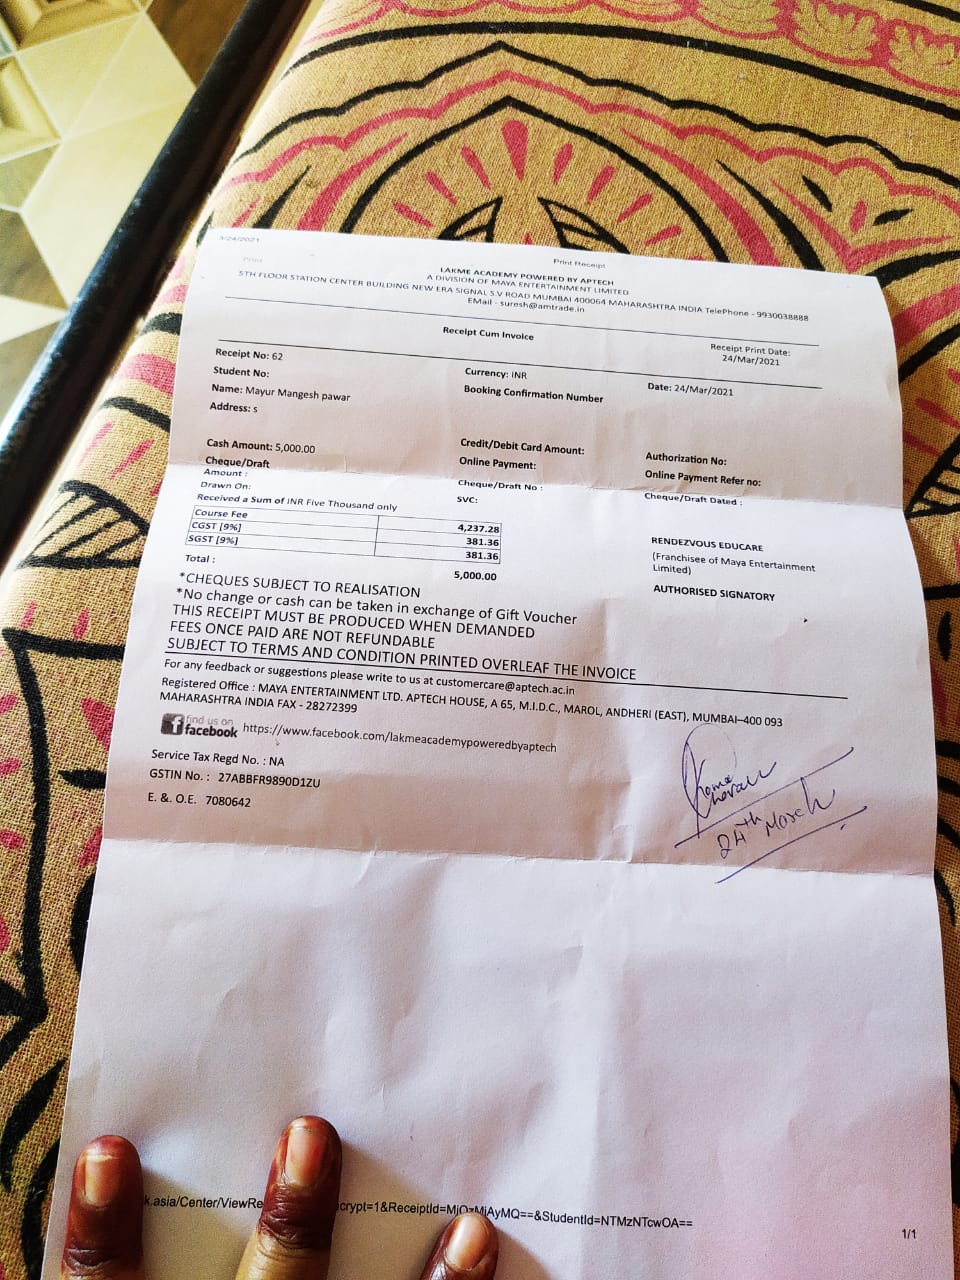 3/24/2021
Print Receipt
Print
LAKME ACADEMY POWERED BY APTECH
A DIVISION OF MAYA ENTERTAINMENT LIMITED
5TH FLOOR STATION CENTER BUILDING NEW ERA SIGNAL S.V ROAD MUMBAI 400064 MAHARASHTRA INDIA TelePhone - 9930038888
EMail - suresh@amtrade.in
Receipt Cum Invoice
Receipt Print Date:
24/Mar/2021
Receipt No: 62
Student No: Currency: INR
Name: Mayur Mangesh pawar Booking Confirmation Number Date: 24/Mar/2021
Address: s
Cash Amount: 5,000.00 Credit/Debit Card Amount: Authorization No:
Cheque/Draft Amount : Online Payment: Online Payment Refer no:
Drawn On: Cheque/Draft No : Cheque/Draft Dated :
Received a Sum of INR Five Thousand only SVC:
Course Fee 4,237.28
CGST [9%] 381.36
SGST [9%] 381.36
Total : 5,000.00
RENDEZVOUS EDUCARE
(Franchisee of Maya Entertainment
Limited)
AUTHORISED SIGNATORY
*CHEQUES SUBJECT TO REALISATION
*No change or cash can be taken in exchange of Gift Voucher
THIS RECEIPT MUST BE PRODUCED WHEN DEMANDED
FEES ONCE PAID ARE NOT REFUNDABLE
SUBJECT TO TERMS AND CONDITION PRINTED OVERLEAF THE INVOICE
For any feedback or suggestions please write to us at customercare@aptech.ac.in
Registered Office : MAYA ENTERTAINMENT LTD. APTECH HOUSE, A 65, M.I.D.C., MAROL, ANDHERI (EAST), MUMBAI–400 093
MAHARASHTRA INDIA FAX - 28272399
f find us on facebook https://www.facebook.com/lakmeacademypoweredbyaptech
Service Tax Regd No. : NA
GSTIN No. : 27ABBFR9890D1ZU
E. &. O.E. 7080642
24th March
k.asia/Center/ViewRe crypt=1&ReceiptId=MjQzMjAyMQ==&StudentId=NTMzNTcwOA==
1/1